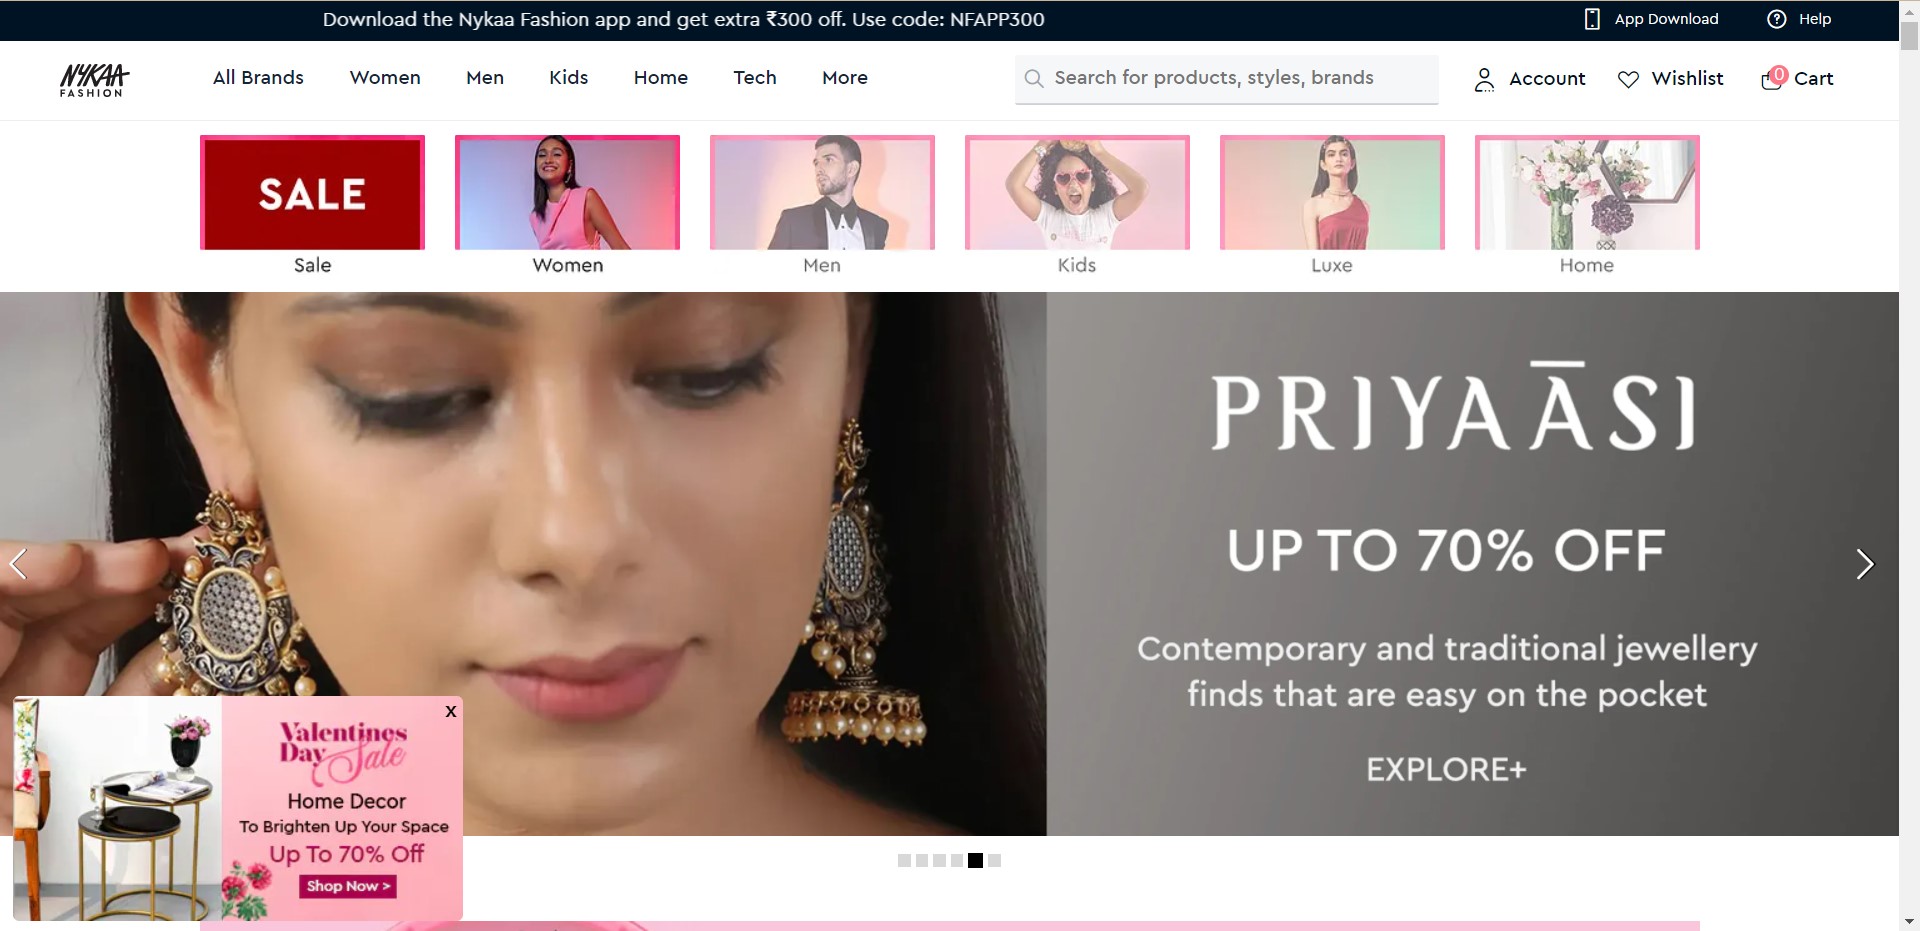 Download the Nykaa Fashion app and get extra ₹300 off. Use code: NFAPP300
App Download
Help
NYKAA
FASHION
All Brands
Women
Men
Kids
Home
Tech
More
Search for products, styles, brands
Account
Wishlist
0
Cart
SALE
Sale
Women
Men
Kids
Luxe
Home
PRIYAĀSI
UP TO 70% OFF
Contemporary and traditional jewellery
finds that are easy on the pocket
EXPLORE+
X
Valentines
Day Sale
Home Decor
To Brighten Up Your Space
Up To 70% Off
Shop Now >